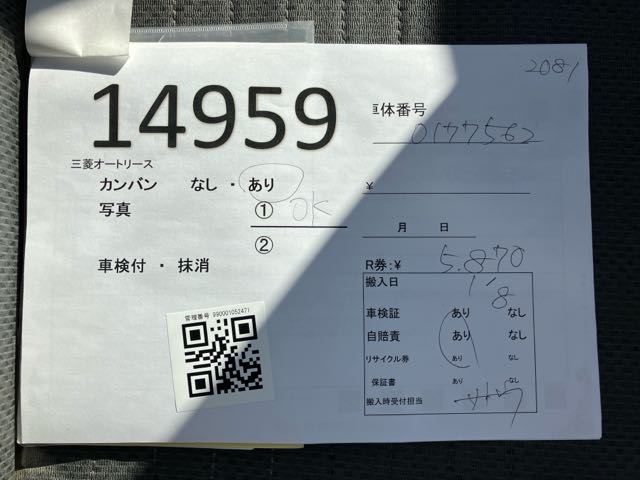 2081
14959
車体番号 0177562
三菱オートリース
カンバン なし ・ あり ¥
写真 ① OK
月 日
②
車検付 ・ 抹消 R券:¥ 5.870
搬入日 1/8
車検証 あり なし
自賠責 あり なし
リサイクル券 あり なし
保証書 あり なし
搬入時受付担当
管理番号 990001052471